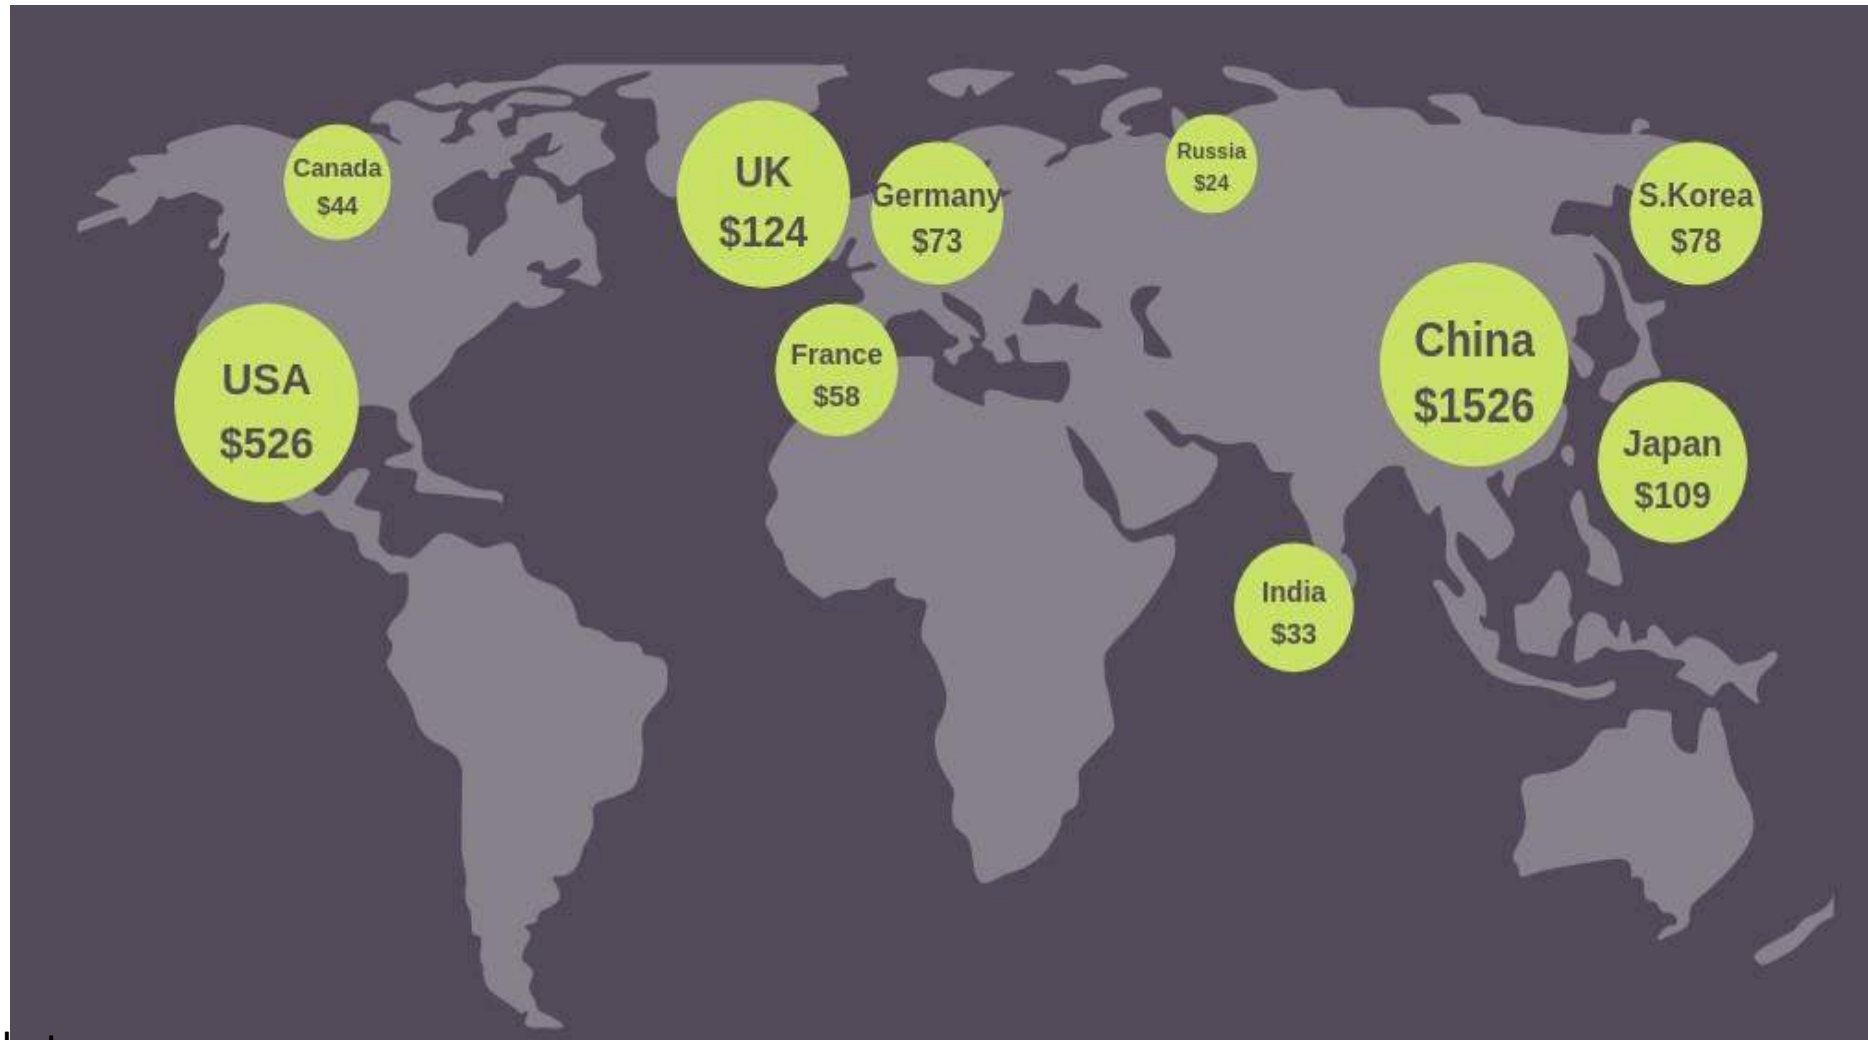 Canada
$44
UK
$124
Germany
$73
Russia
$24
S.Korea
$78
USA
$526
France
$58
China
$1526
Japan
$109
India
$33